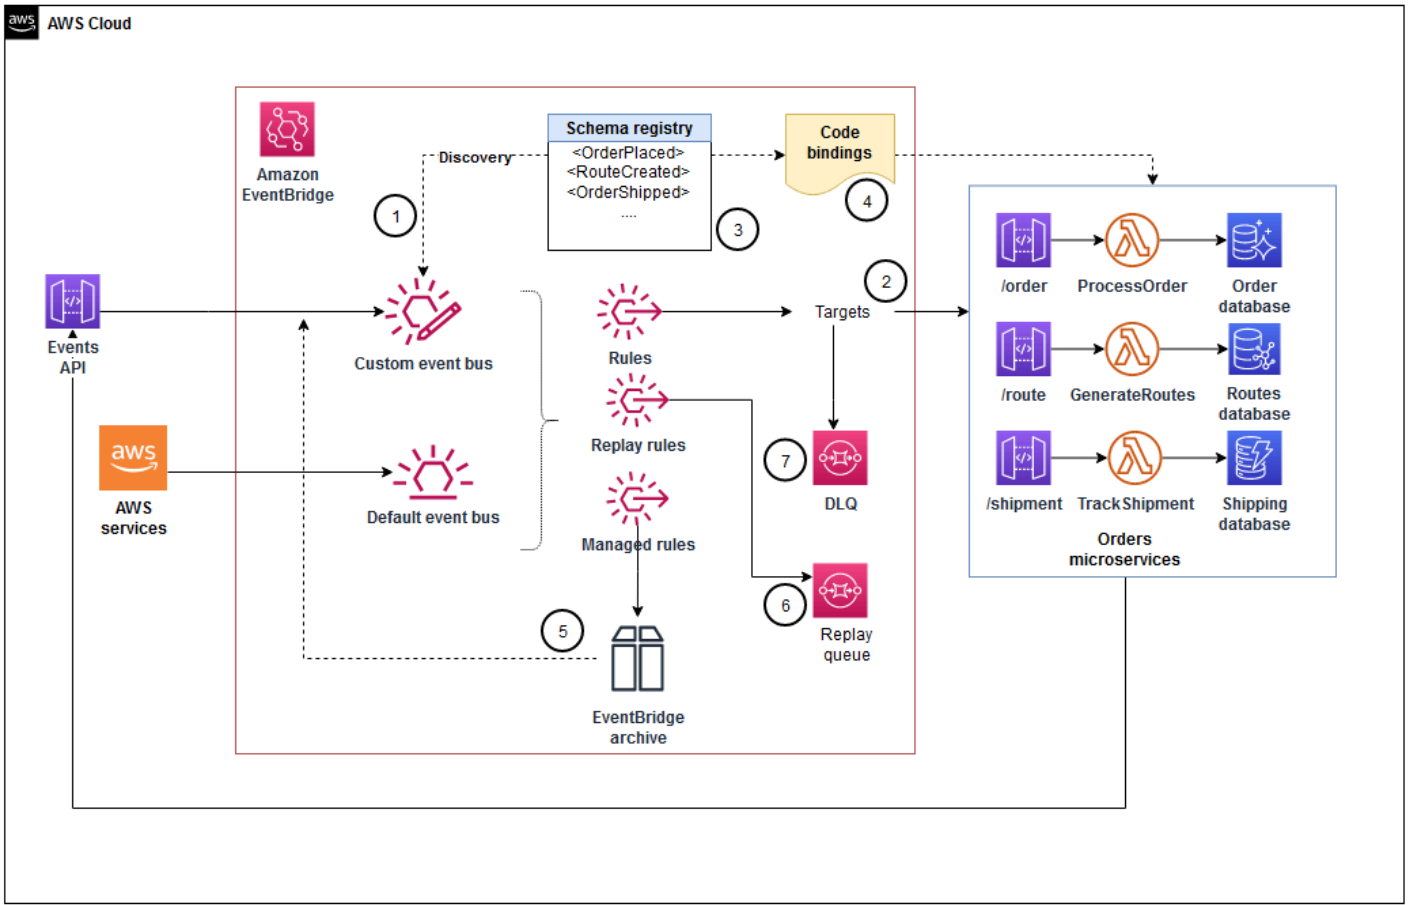 aws
AWS Cloud
Amazon
EventBridge
Discovery
Schema registry
<OrderPlaced>
<RouteCreated>
<OrderShipped>
....
Code
bindings
1
3
4
2
Events
API
Custom event bus
Rules
Targets
/order
ProcessOrder
Order
database
/route
GenerateRoutes
Routes
database
/shipment
TrackShipment
Shipping
database
Orders
microservices
aws
AWS
services
Default event bus
Replay rules
Managed rules
7
DLQ
6
Replay
queue
5
EventBridge
archive